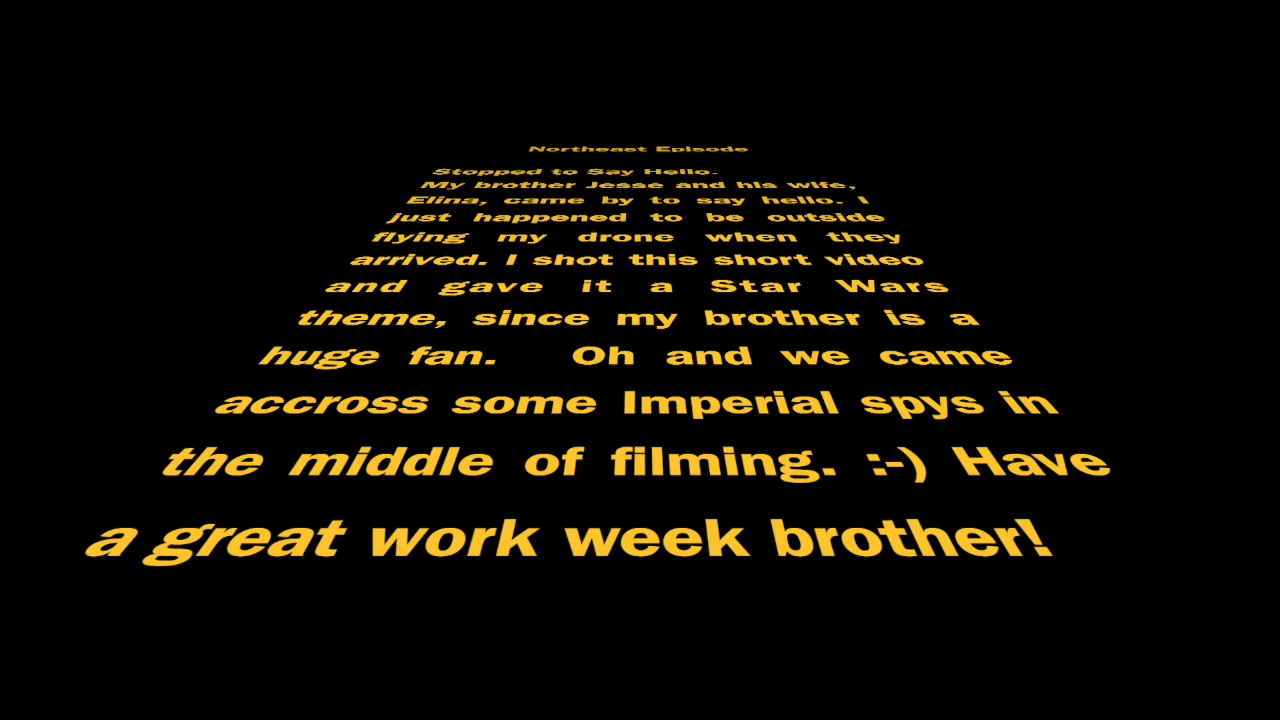 Northeast Episode
Stopped to Say Hello.
My brother Jesse and his wife,
Elina, came by to say hello. I
just happened to be outside
flying my drone when they
arrived. I shot this short video
and gave it a Star Wars
theme, since my brother is a
huge fan. Oh and we came
accross some Imperial spys in
the middle of filming. :-) Have
a great work week brother!